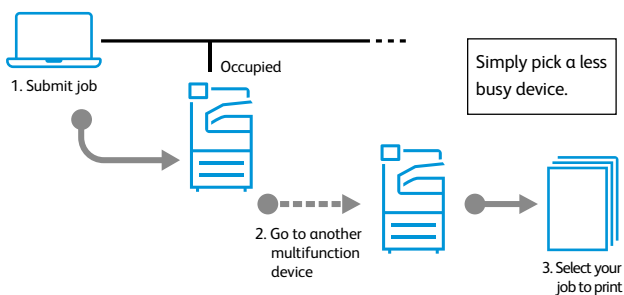 Occupied
1. Submit job
Simply pick a less
busy device.
2. Go to another
multifunction
device
3. Select your
job to print